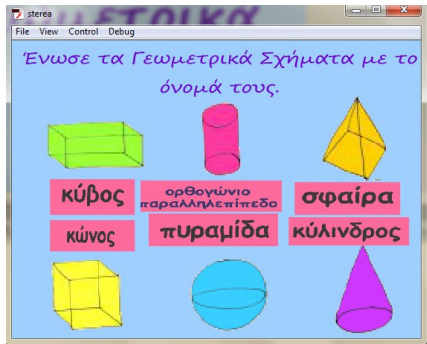 sterea
File View Control Debug
Ένωσε τα Γεωμετρικά Σχήματα με το
όνομά τους.
κύβος
ορθογώνιο
παραλληλεπίπεδο
σφαίρα
κώνος
πυραμίδα
κύλινδρος